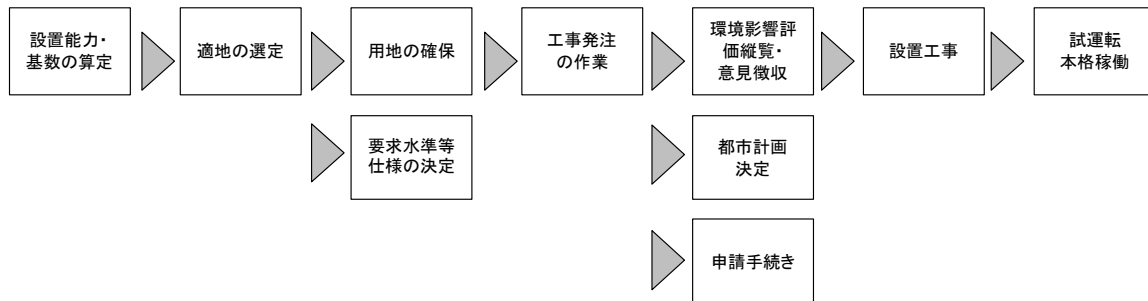 設置能力・
基数の算定
適地の選定
用地の確保
工事発注
の作業
環境影響評
価縦覧・
意見徴収
設置工事
試運転
本格稼働
要求水準等
仕様の決定
都市計画
決定
申請手続き